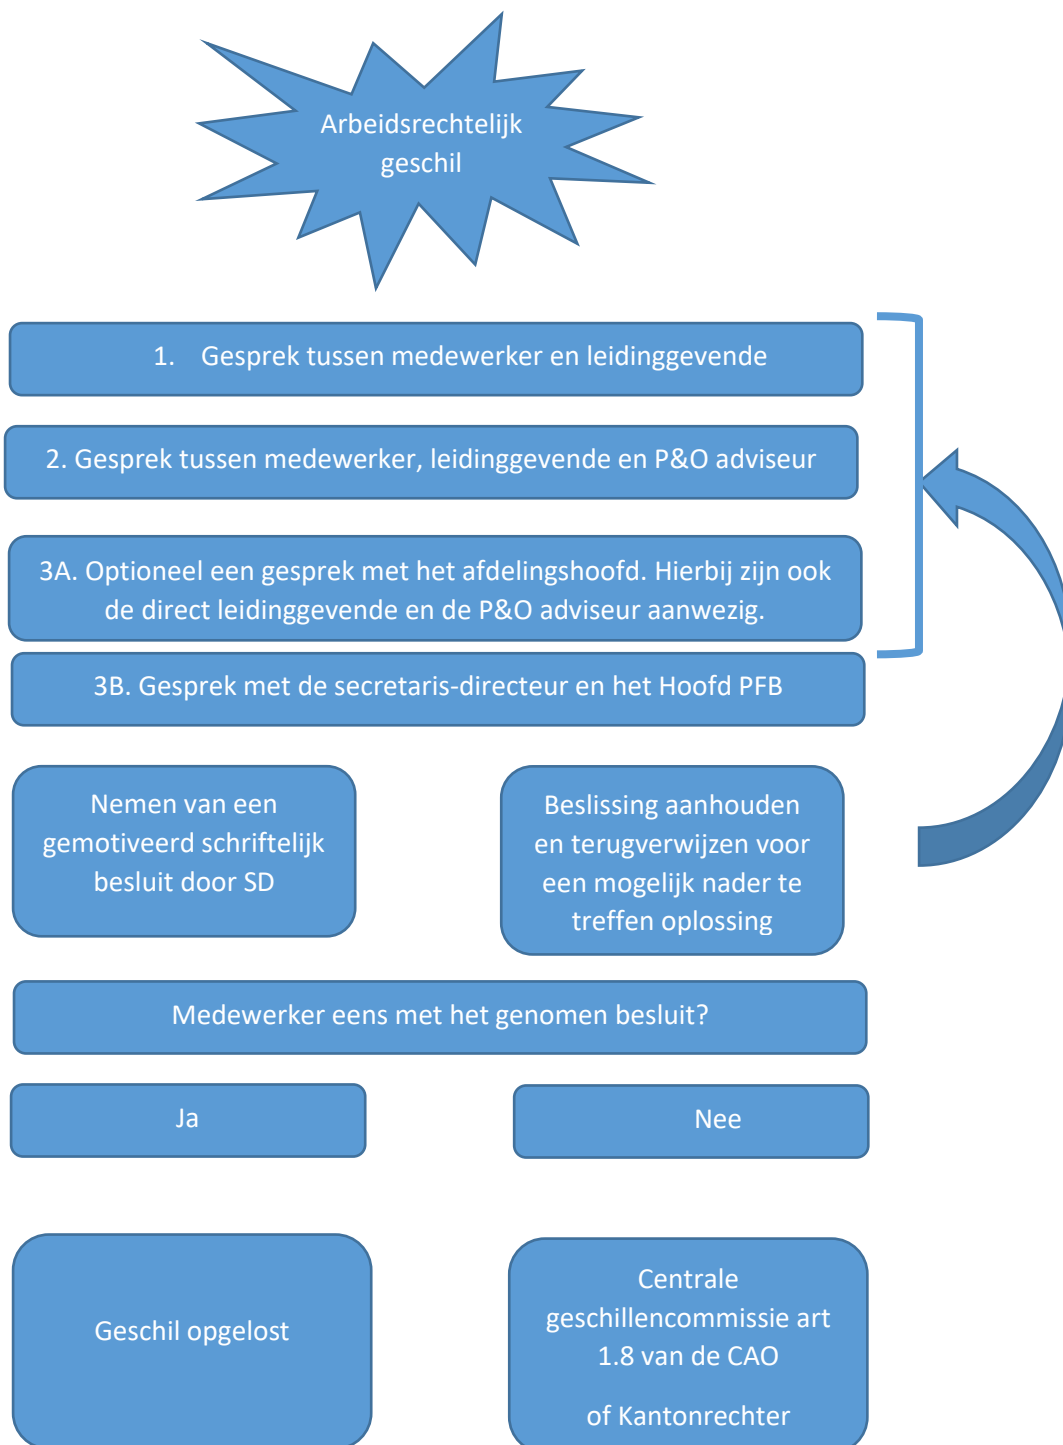 Arbeidsrechtelijk
geschil
1. Gesprek tussen medewerker en leidinggevende
2. Gesprek tussen medewerker, leidinggevende en P&O adviseur
3A. Optioneel een gesprek met het afdelingshoofd. Hierbij zijn ook
de direct leidinggevende en de P&O adviseur aanwezig.
3B. Gesprek met de secretaris-directeur en het Hoofd PFB
Nemen van een
gemotiveerd schriftelijk
besluit door SD
Beslissing aanhouden
en terugverwijzen voor
een mogelijk nader te
treffen oplossing
Medewerker eens met het genomen besluit?
Ja
Nee
Geschil opgelost
Centrale
geschillencommissie art
1.8 van de CAO
of Kantonrechter